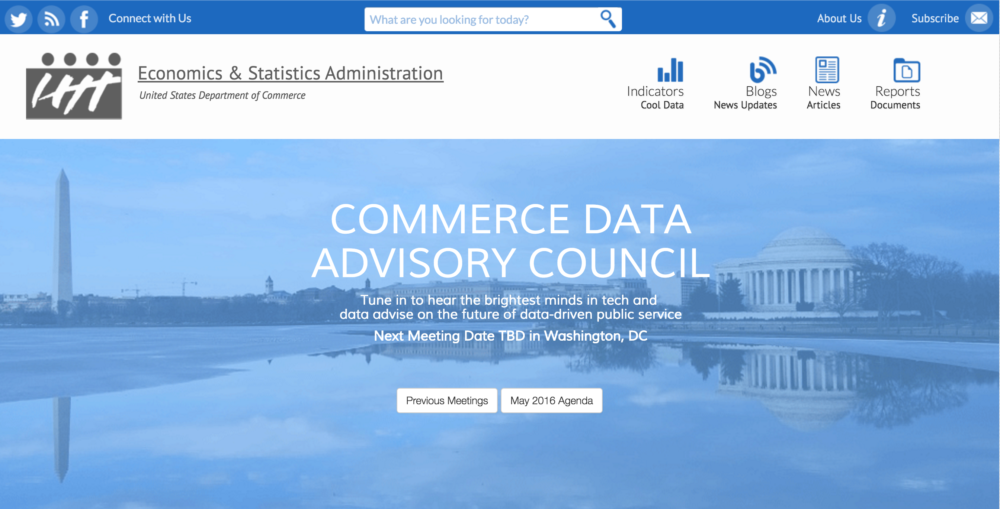 Connect with Us
What are you looking for today?
About Us
Subscribe
Economics & Statistics Administration
United States Department of Commerce
Indicators
Cool Data
Blogs
News Updates
News
Articles
Reports
Documents
COMMERCE DATA
ADVISORY COUNCIL
Tune in to hear the brightest minds in tech and
data advise on the future of data-driven public service
Next Meeting Date TBD in Washington, DC
Previous Meetings
May 2016 Agenda